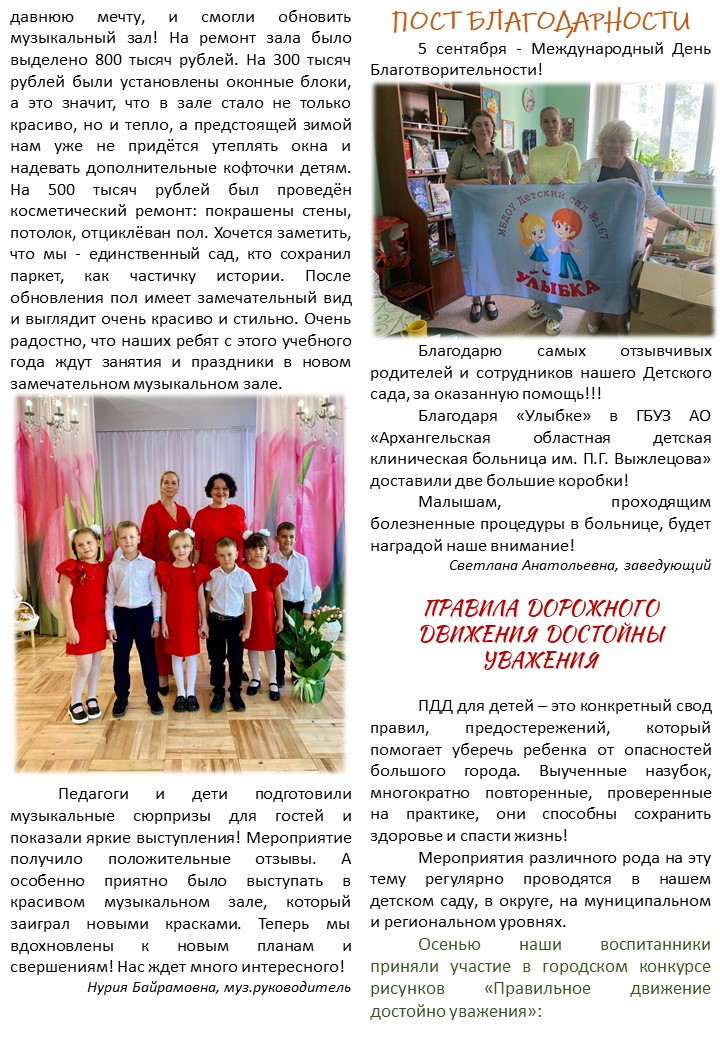 давнюю мечту, и смогли обновить
музыкальный зал! На ремонт зала было
выделено 800 тысяч рублей. На 300 тысяч
рублей были установлены оконные блоки,
а это значит, что в зале стало не только
красиво, но и тепло, а предстоящей зимой
нам уже не придётся утеплять окна и
надевать дополнительные кофточки детям.
На 500 тысяч рублей был проведён
косметический ремонт: покрашены стены,
потолок, отциклёван пол. Хочется заметить,
что мы - единственный сад, кто сохранил
паркет, как частичку истории. После
обновления пол имеет замечательный вид
и выглядит очень красиво и стильно. Очень
радостно, что наших ребят с этого учебного
года ждут занятия и праздники в новом
замечательном музыкальном зале.
Педагоги и дети подготовили
музыкальные сюрпризы для гостей и
показали яркие выступления! Мероприятие
получило положительные отзывы. А
особенно приятно было выступать в
красивом музыкальном зале, который
заиграл новыми красками. Теперь мы
вдохновлены к новым планам и
свершениям! Нас ждет много интересного!
Нурия Байрамовна, муз.руководитель
ПОСТ БЛАГОДАРНОСТИ
5 сентября - Международный День
Благотворительности!
МБДОУ Детский сад №167
УЛЫБКА
Благодарю самых отзывчивых
родителей и сотрудников нашего Детского
сада, за оказанную помощь!!!
Благодаря «Улыбке» в ГБУЗ АО
«Архангельская областная детская
клиническая больница им. П.Г. Выжлецова»
доставили две большие коробки!
Малышам, проходящим
болезненные процедуры в больнице, будет
наградой наше внимание!
Светлана Анатольевна, заведующий
ПРАВИЛА ДОРОЖНОГО
ДВИЖЕНИЯ ДОСТОЙНЫ
УВАЖЕНИЯ
ПДД для детей – это конкретный свод
правил, предостережений, который
помогает уберечь ребенка от опасностей
большого города. Выученные назубок,
многократно повторенные, проверенные
на практике, они способны сохранить
здоровье и спасти жизнь!
Мероприятия различного рода на эту
тему регулярно проводятся в нашем
детском саду, в округе, на муниципальном
и региональном уровнях.
Осенью наши воспитанники
приняли участие в городском конкурсе
рисунков «Правильное движение
достойно уважения»: